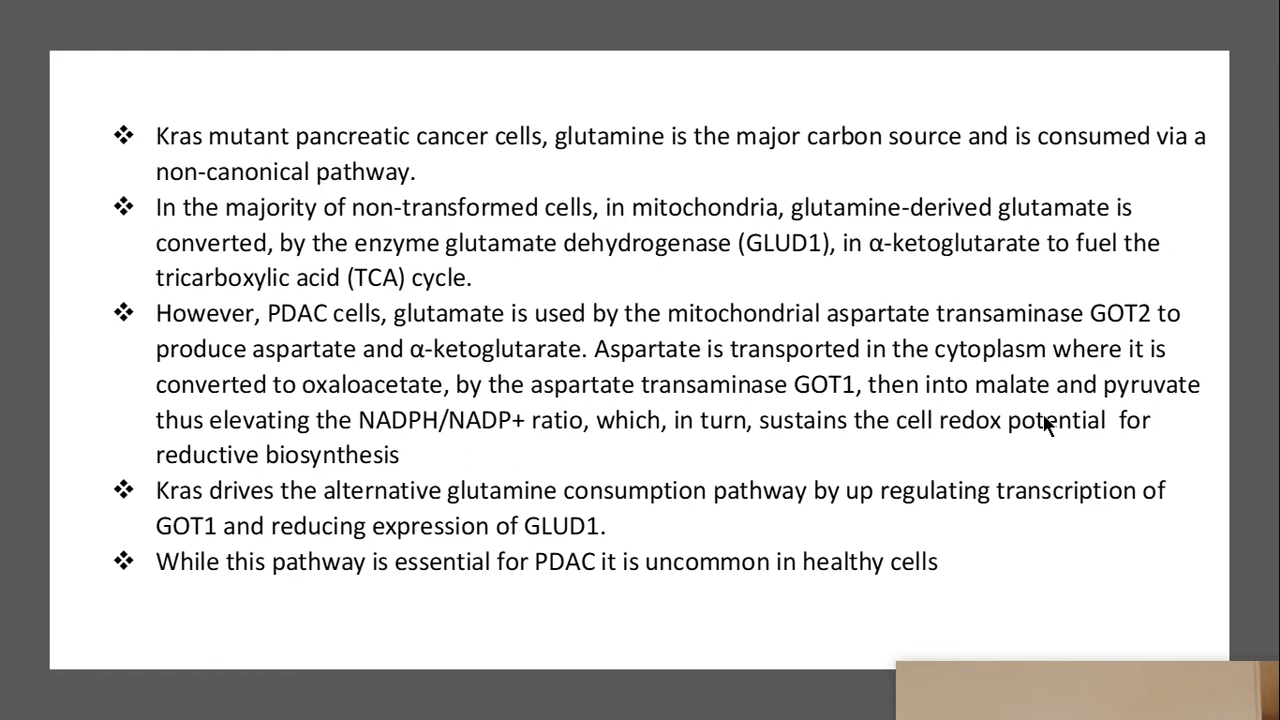 ❖ Kras mutant pancreatic cancer cells, glutamine is the major carbon source and is consumed via a
non-canonical pathway.
❖ In the majority of non-transformed cells, in mitochondria, glutamine-derived glutamate is
converted, by the enzyme glutamate dehydrogenase (GLUD1), in α-ketoglutarate to fuel the
tricarboxylic acid (TCA) cycle.
❖ However, PDAC cells, glutamate is used by the mitochondrial aspartate transaminase GOT2 to
produce aspartate and α-ketoglutarate. Aspartate is transported in the cytoplasm where it is
converted to oxaloacetate, by the aspartate transaminase GOT1, then into malate and pyruvate
thus elevating the NADPH/NADP+ ratio, which, in turn, sustains the cell redox potential  for
reductive biosynthesis
❖ Kras drives the alternative glutamine consumption pathway by up regulating transcription of
GOT1 and reducing expression of GLUD1.
❖ While this pathway is essential for PDAC it is uncommon in healthy cells